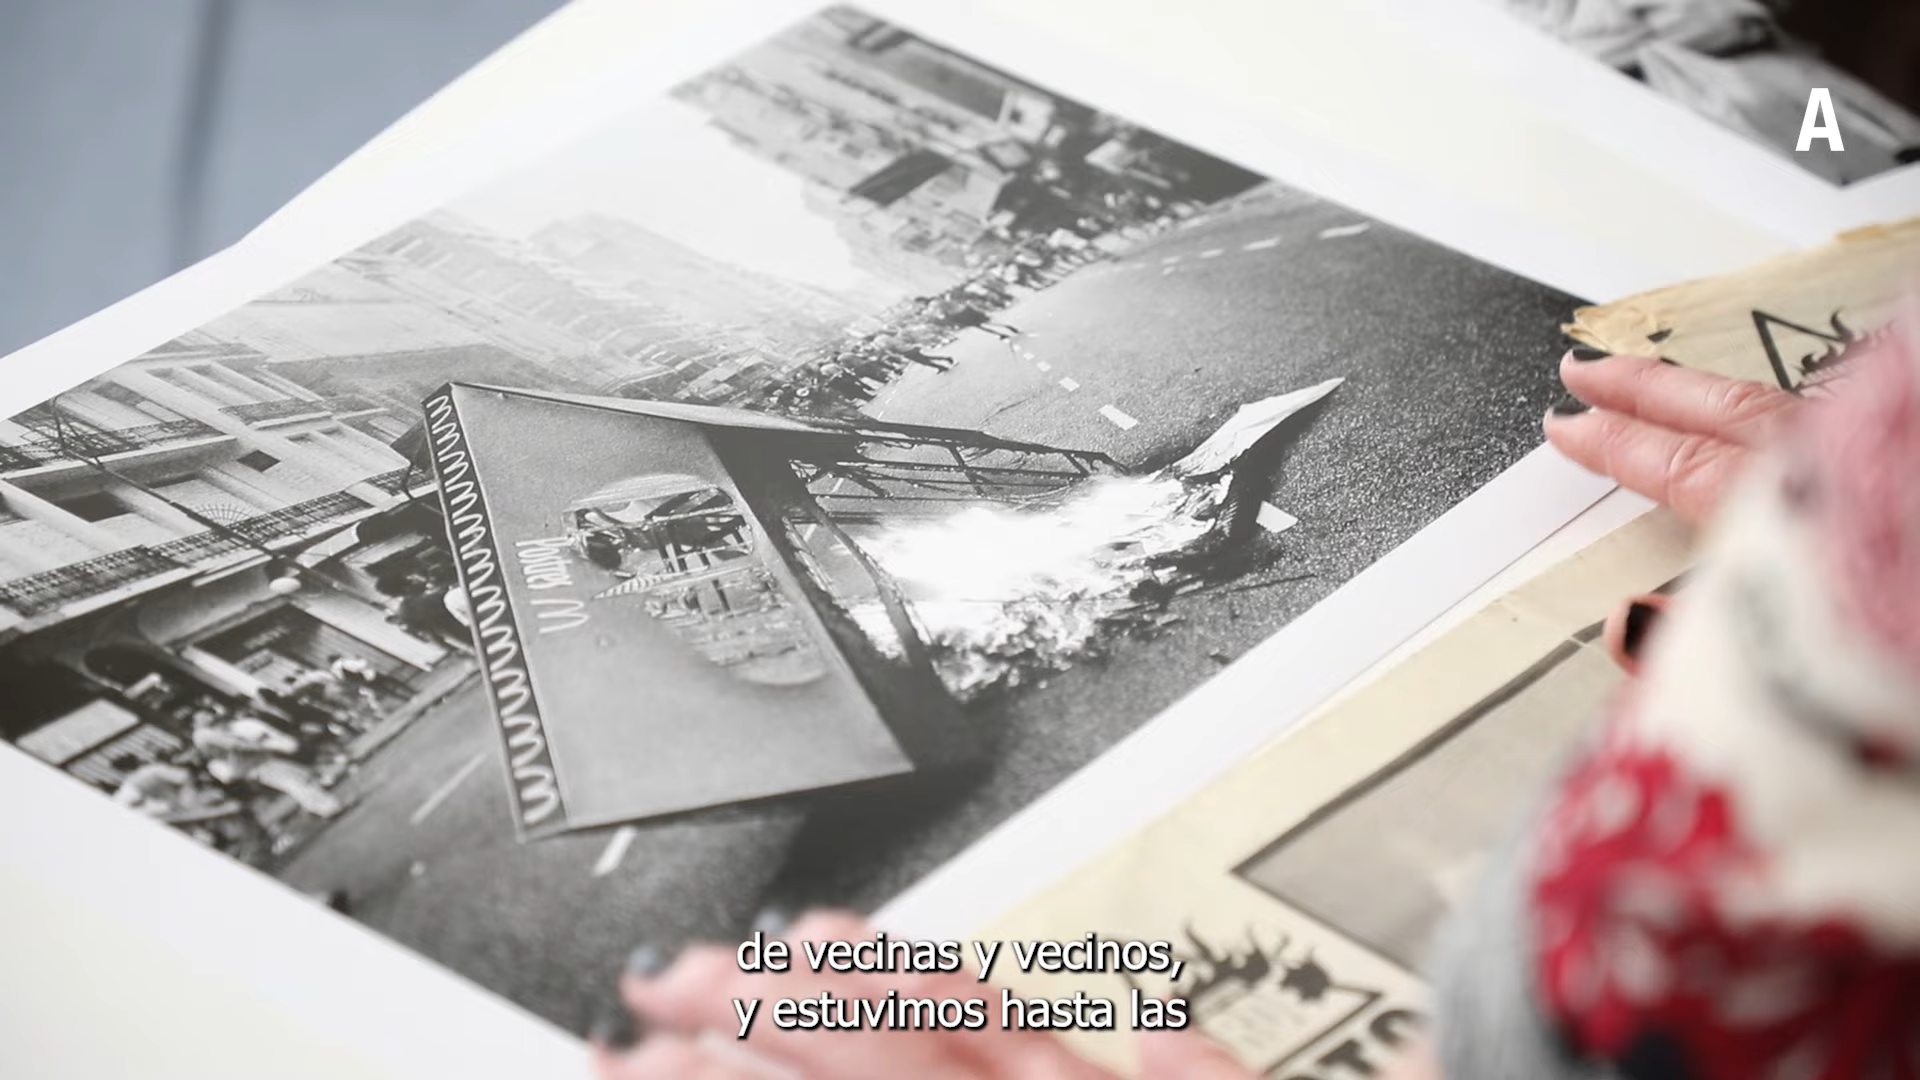 A
de vecinas y vecinos,
y estuvimos hasta las